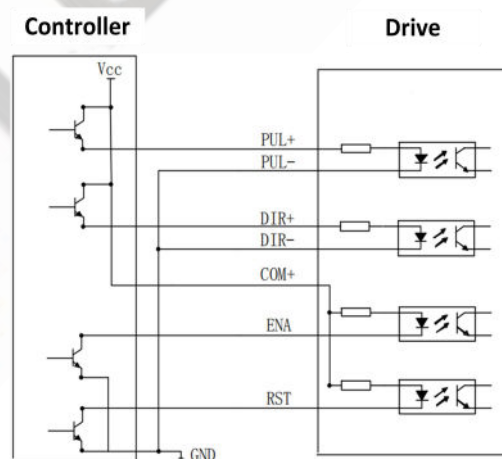 Controller
Drive
Vcc
PUL+
PUL-
DIR+
DIR-
COM+
ENA
RST
GND